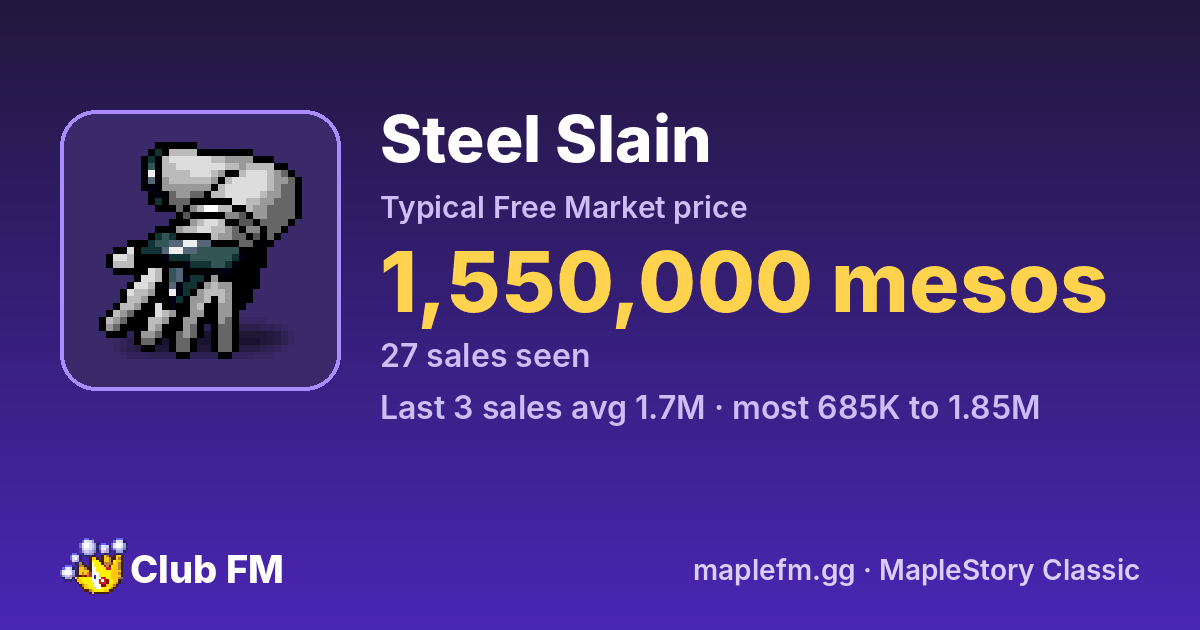 Steel Slain
Typical Free Market price
1,550,000 mesos
27 sales seen
Last 3 sales avg 1.7M · most 685K to 1.85M
Club FM
maplefm.gg · MapleStory Classic